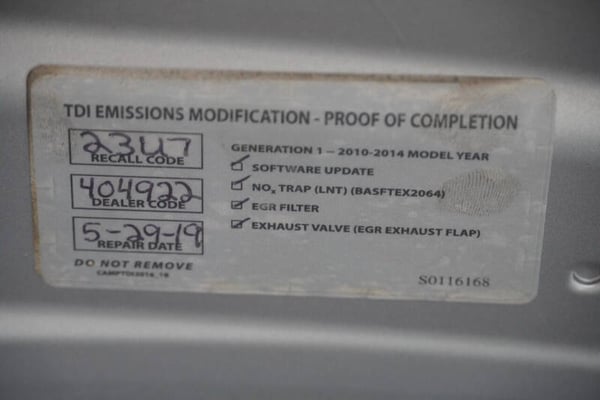 TDI EMISSIONS MODIFICATION - PROOF OF COMPLETION
23U7
RECALL CODE
404922
DEALER CODE
5-29-19
REPAIR DATE
DO NOT REMOVE
CAMPTDI2016_1B
GENERATION 1 – 2010-2014 MODEL YEAR
SOFTWARE UPDATE
NOx TRAP (LNT) (BASFTEX2064)
EGR FILTER
EXHAUST VALVE (EGR EXHAUST FLAP)
S0116168